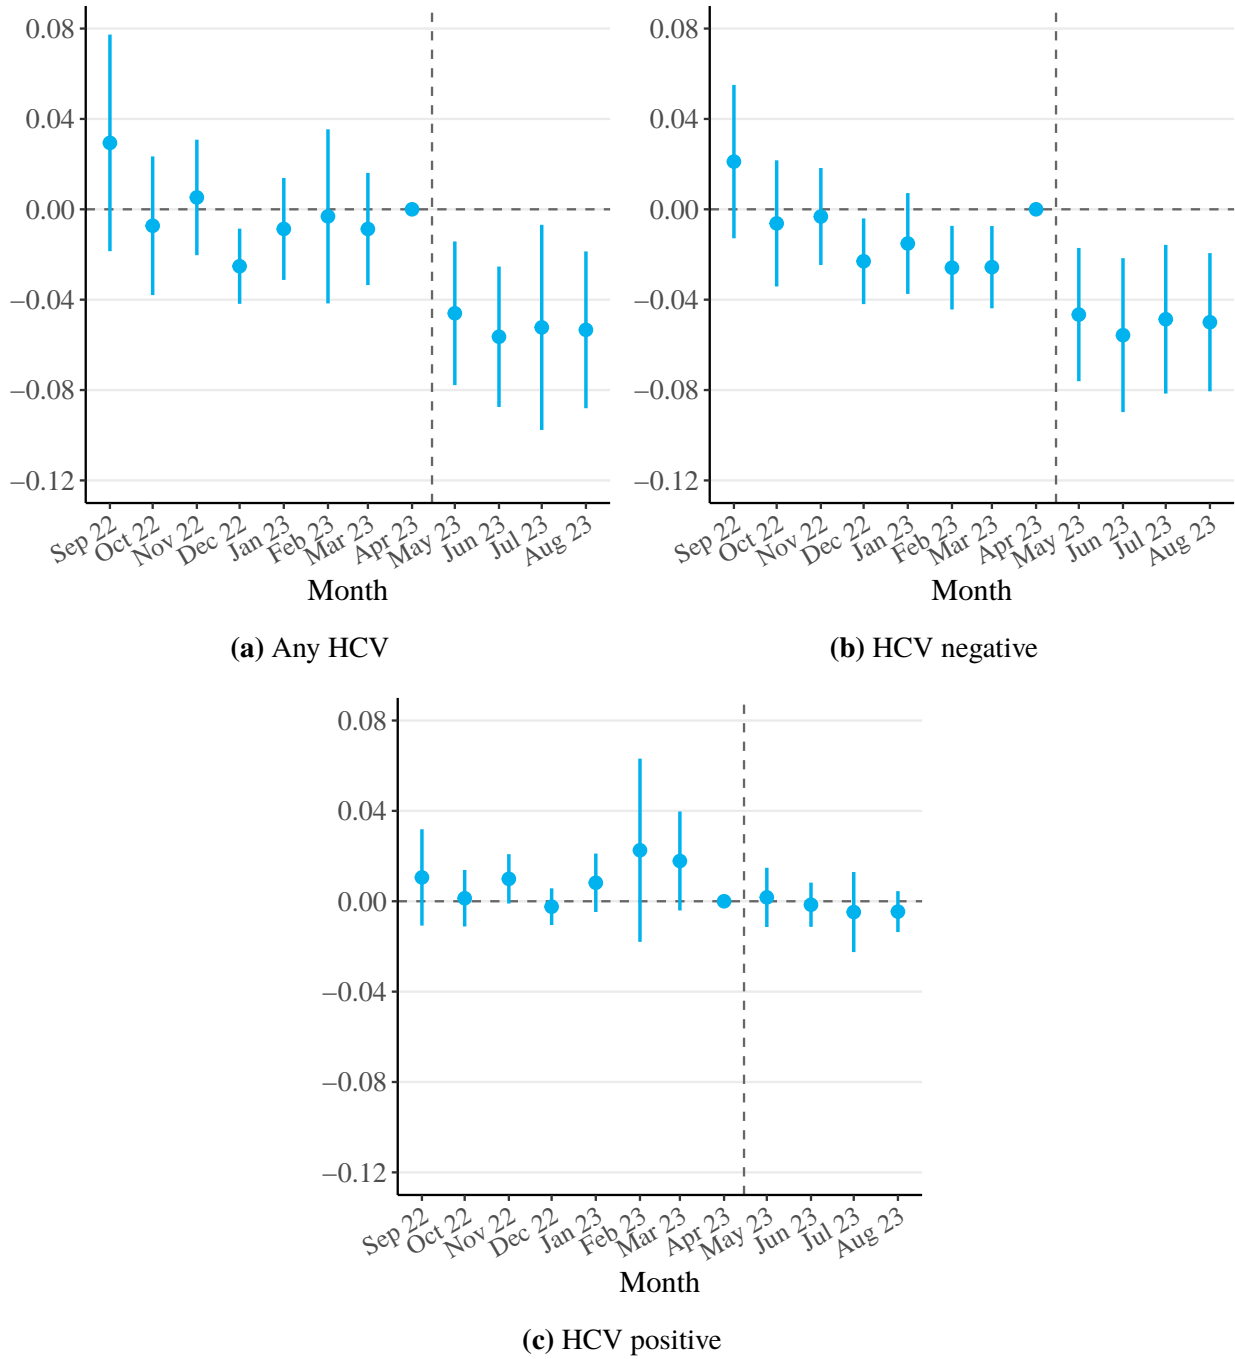 0.08
0.04
0.00
−0.04
−0.08
−0.12
Sep 22
Oct 22
Nov 22
Dec 22
Jan 23
Feb 23
Mar 23
Apr 23
May 23
Jun 23
Jul 23
Aug 23
Month
(a) Any HCV
0.08
0.04
0.00
−0.04
−0.08
−0.12
Sep 22
Oct 22
Nov 22
Dec 22
Jan 23
Feb 23
Mar 23
Apr 23
May 23
Jun 23
Jul 23
Aug 23
Month
(b) HCV negative
0.08
0.04
0.00
−0.04
−0.08
−0.12
Sep 22
Oct 22
Nov 22
Dec 22
Jan 23
Feb 23
Mar 23
Apr 23
May 23
Jun 23
Jul 23
Aug 23
Month
(c) HCV positive